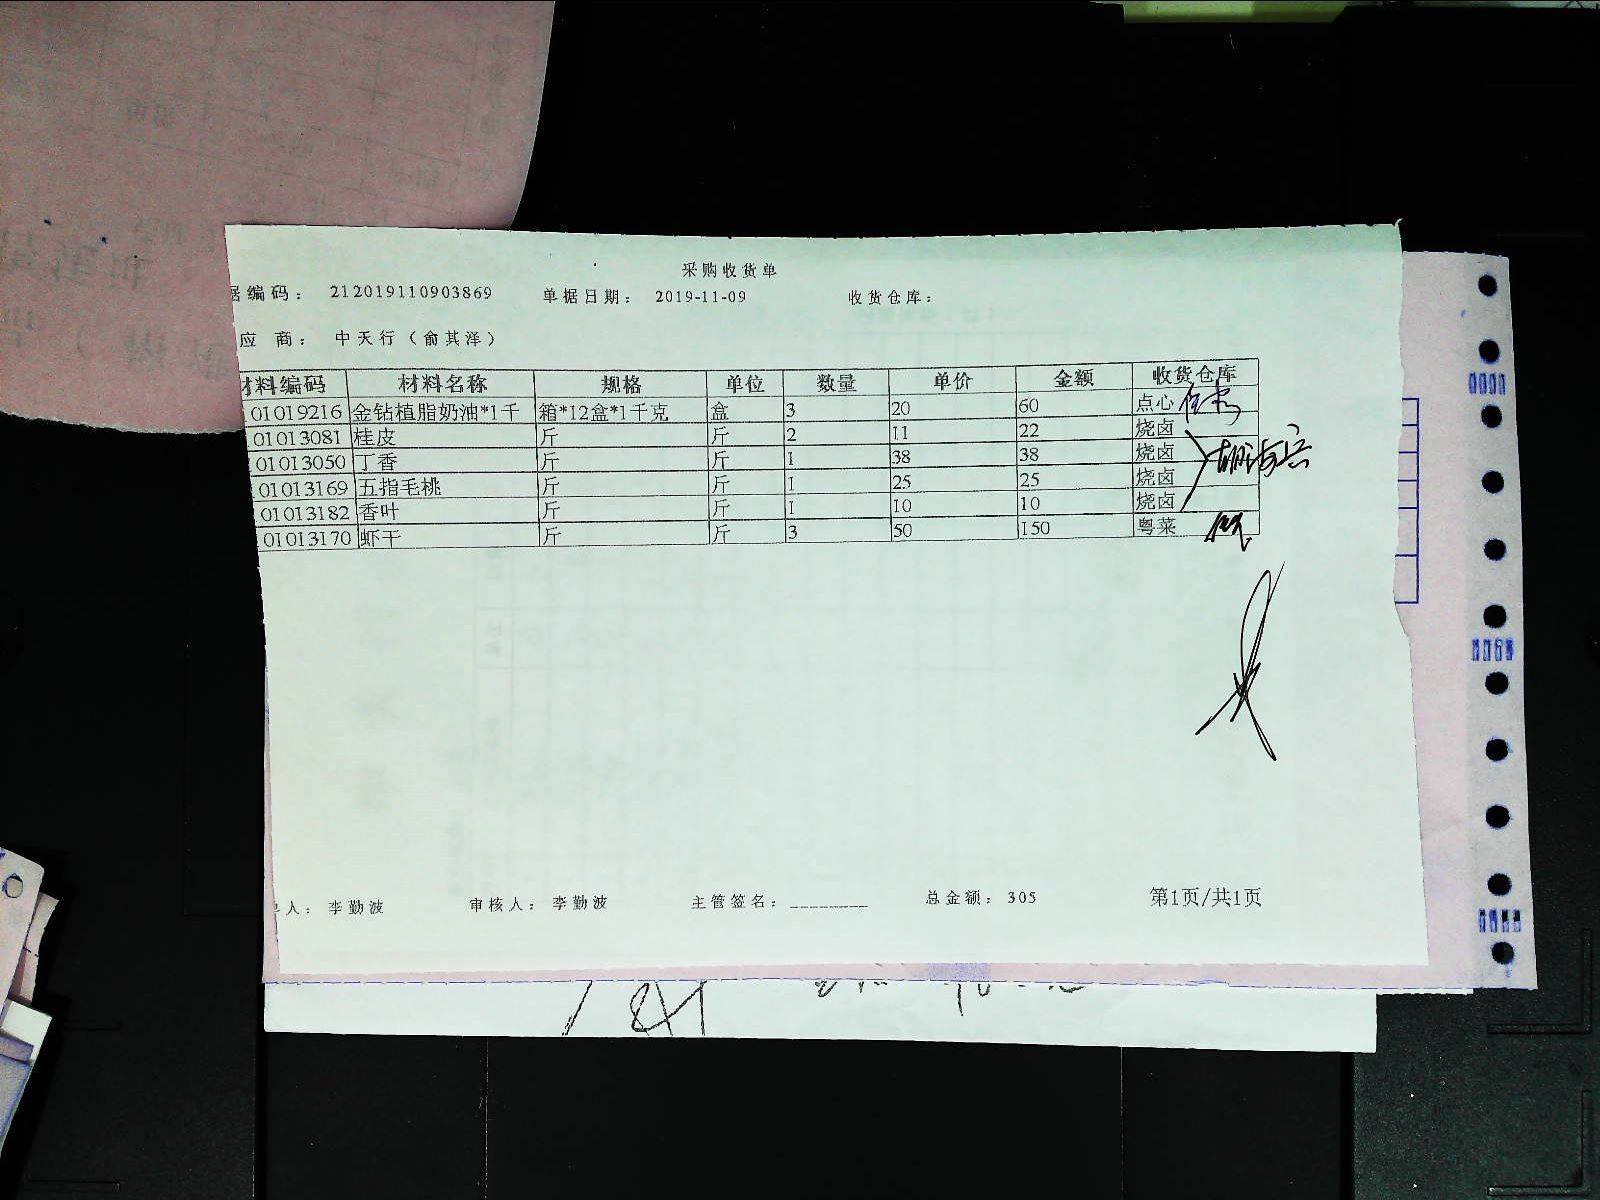 采购收货单
据编码：212019110903869 单据日期：2019-11-09 收货仓库：
应商：中天行（俞其泽）
材料编码 材料名称 规格 单位 数量 单价 金额 收货仓库
01019216 金钻植脂奶油*1千 箱*12盒*1千克 盒 3 20 60 点心
01013081 桂皮 斤 斤 2 11 22 烧卤
01013050 丁香 斤 斤 1 38 38 烧卤
01013169 五指毛桃 斤 斤 1 25 25 烧卤
01013182 香叶 斤 斤 1 10 10 烧卤
01013170 虾干 斤 斤 3 50 150 粤菜
人：李勤波 审核人：李勤波 主管签名：________ 总金额：305 第1页/共1页